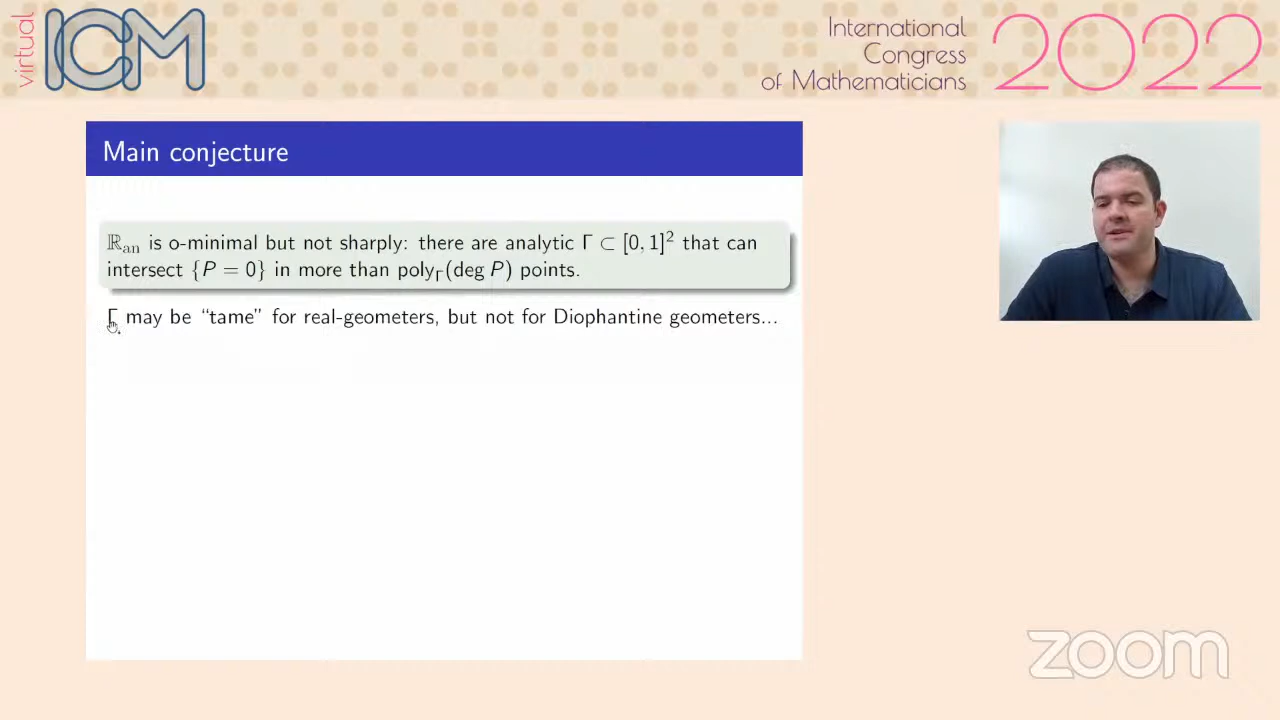 virtual
ICM
International
Congress
of Mathematicians
2022
Main conjecture
ℝan is o-minimal but not sharply: there are analytic Γ ⊂ [0, 1]² that can
intersect {P = 0} in more than polyΓ(deg P) points.
Γ may be “tame” for real-geometers, but not for Diophantine geometers...
zoom